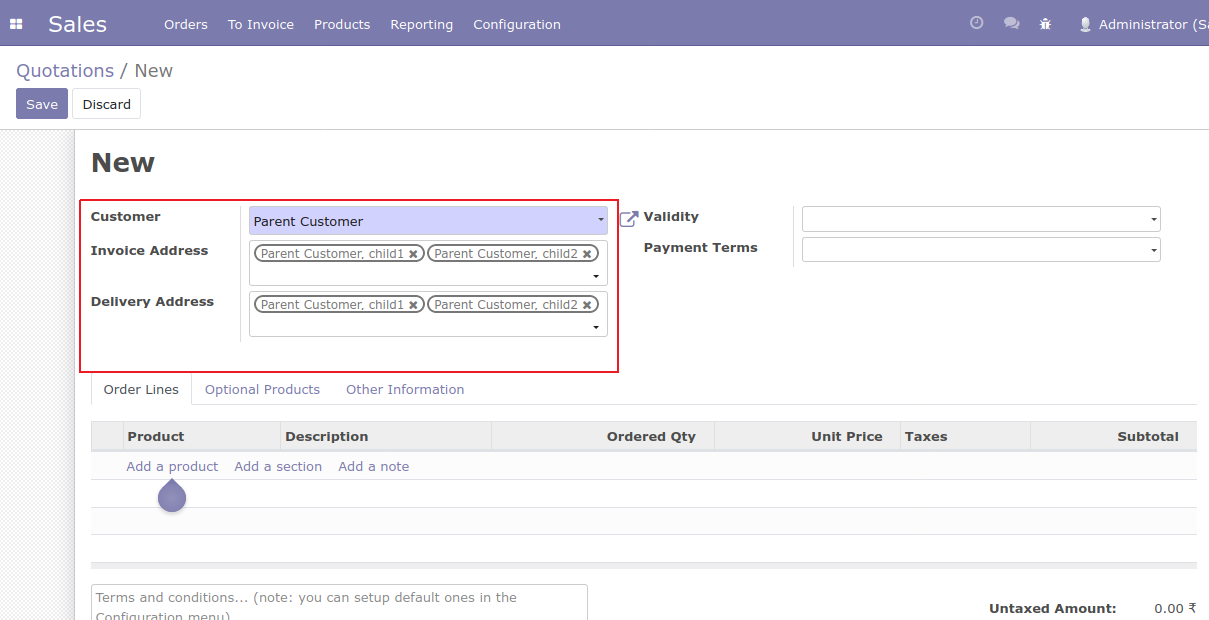 Sales Orders To Invoice Products Reporting Configuration Administrator (S
Quotations / New
Save Discard
New
Customer Parent Customer Validity
Invoice Address Parent Customer, child1 × Parent Customer, child2 ×
Payment Terms
Delivery Address Parent Customer, child1 × Parent Customer, child2 ×
Order Lines Optional Products Other Information
Product Description Ordered Qty Unit Price Taxes Subtotal
Add a product Add a section Add a note
Terms and conditions... (note: you can setup default ones in the
Configuration menu)
Untaxed Amount: 0.00 ₹